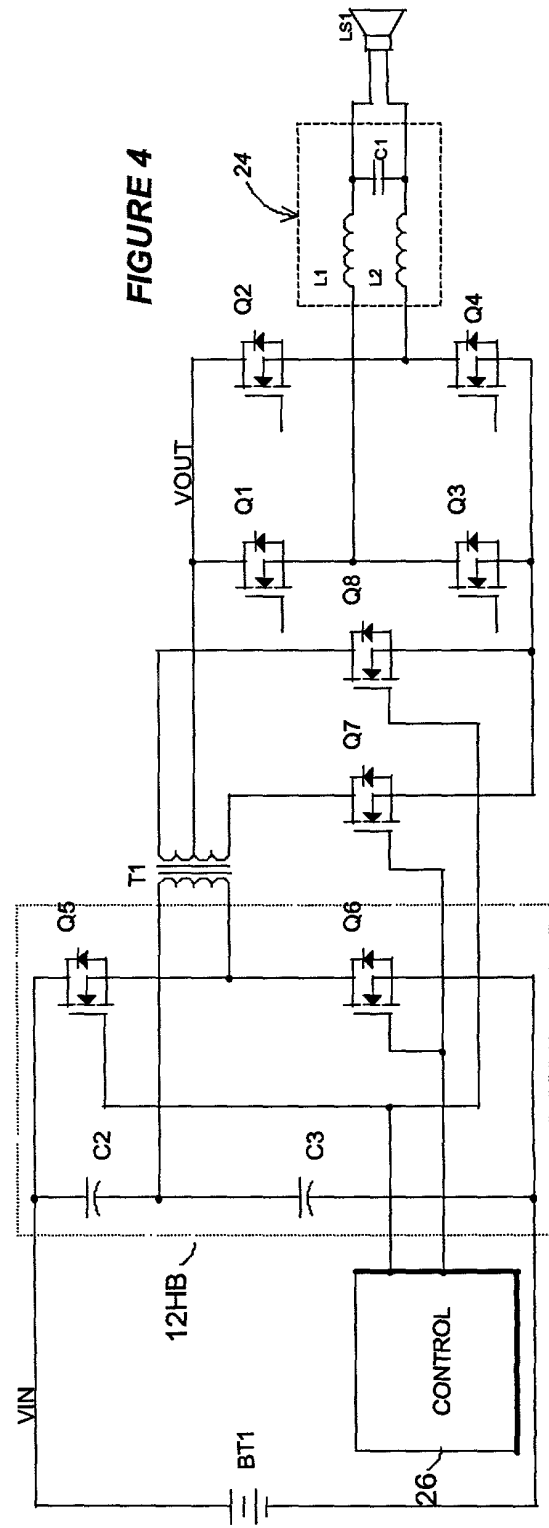 FIGURE 4
VIN
BT1
26
CONTROL
12HB
C2
C3
Q5
Q6
T1
Q7
Q8
VOUT
Q1
Q2
Q3
Q4
24
L1
L2
C1
LS1